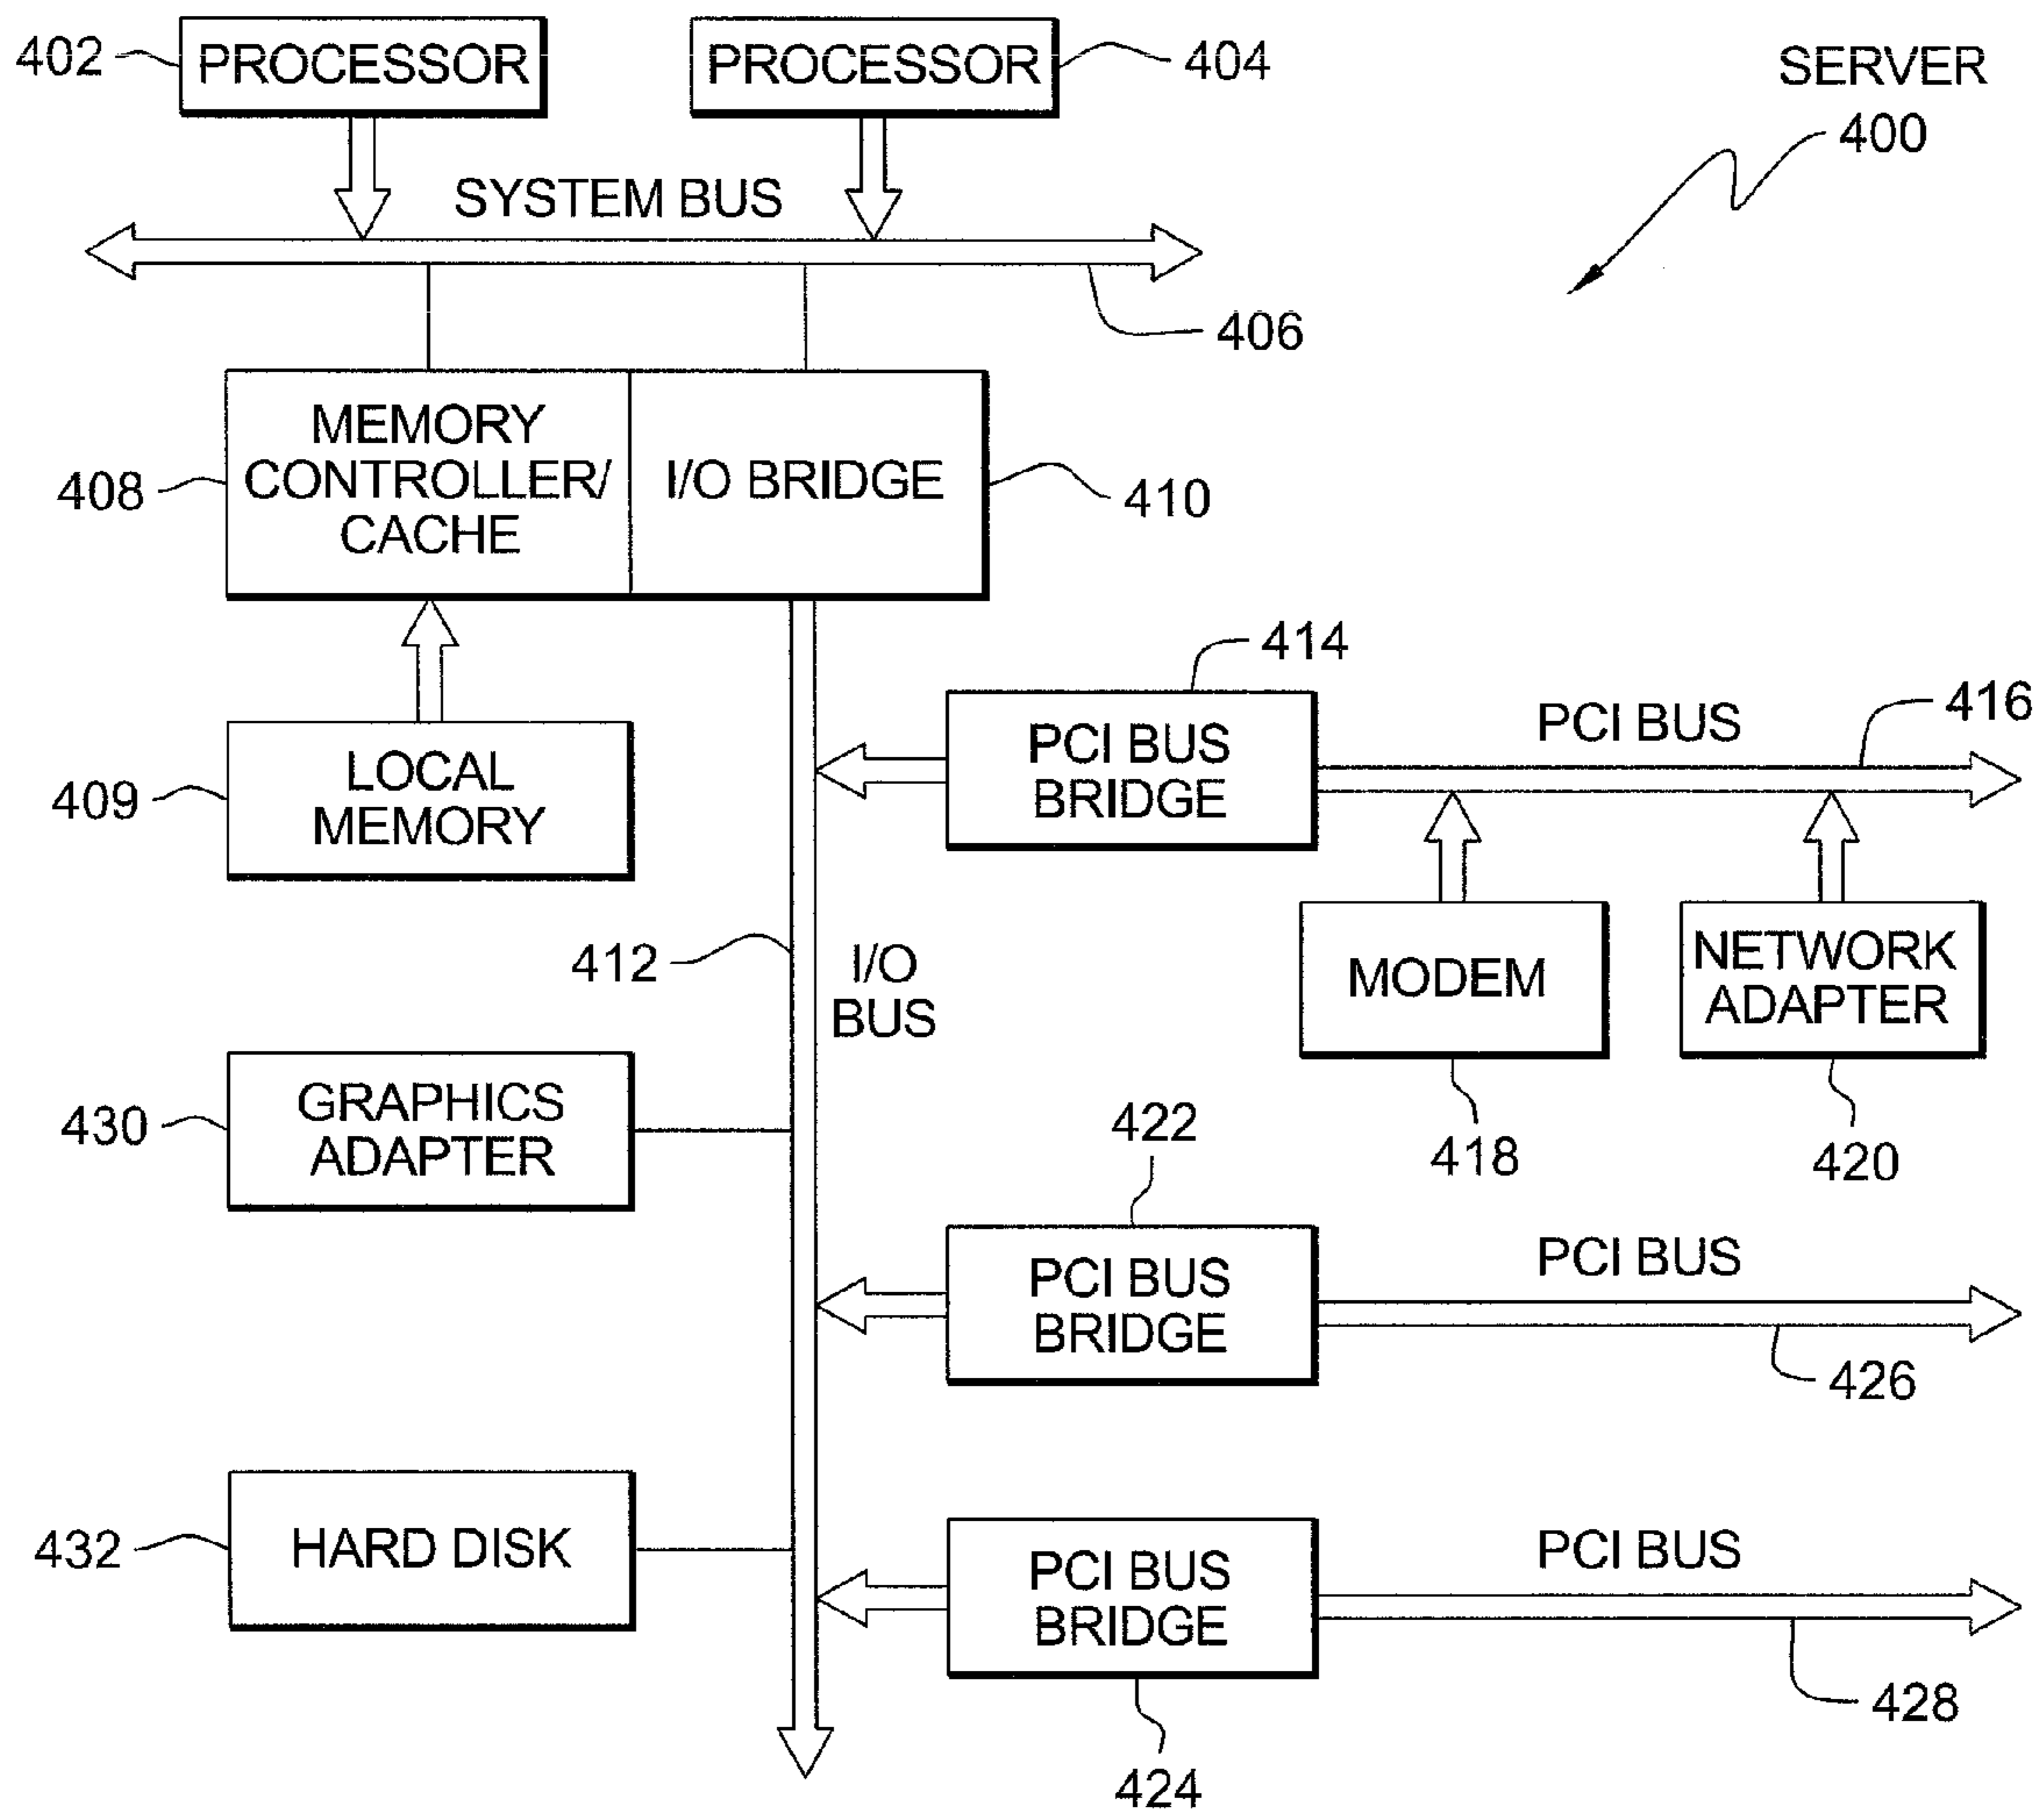 402
PROCESSOR
PROCESSOR
404
SERVER
400
SYSTEM BUS
406
MEMORY
CONTROLLER/
CACHE
408
I/O BRIDGE
410
414
LOCAL
MEMORY
409
PCI BUS
BRIDGE
PCI BUS
416
412
I/O
BUS
MODEM
418
NETWORK
ADAPTER
420
GRAPHICS
ADAPTER
430
422
PCI BUS
BRIDGE
PCI BUS
426
432
HARD DISK
PCI BUS
BRIDGE
424
PCI BUS
428